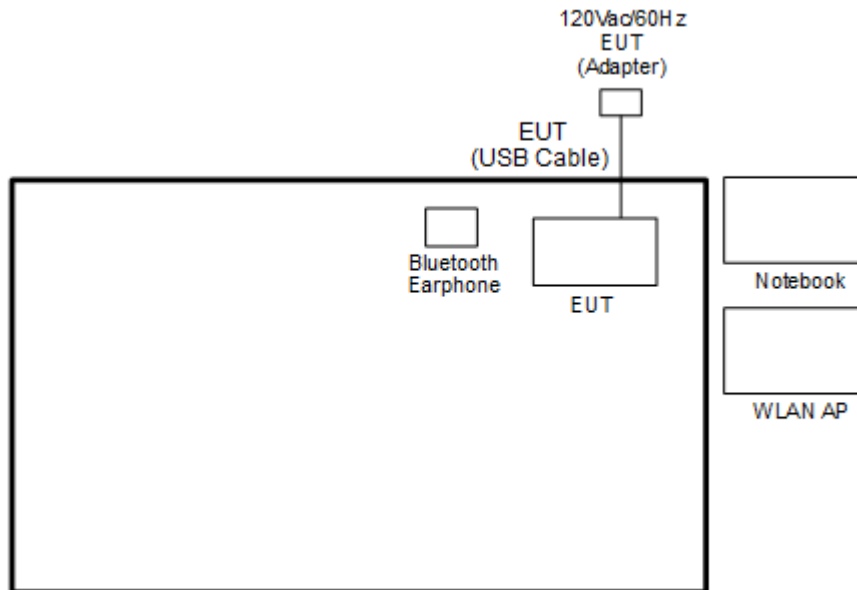 120Vac/60Hz
EUT
(Adapter)
EUT
(USB Cable)
Bluetooth
Earphone
EUT
Notebook
WLAN AP